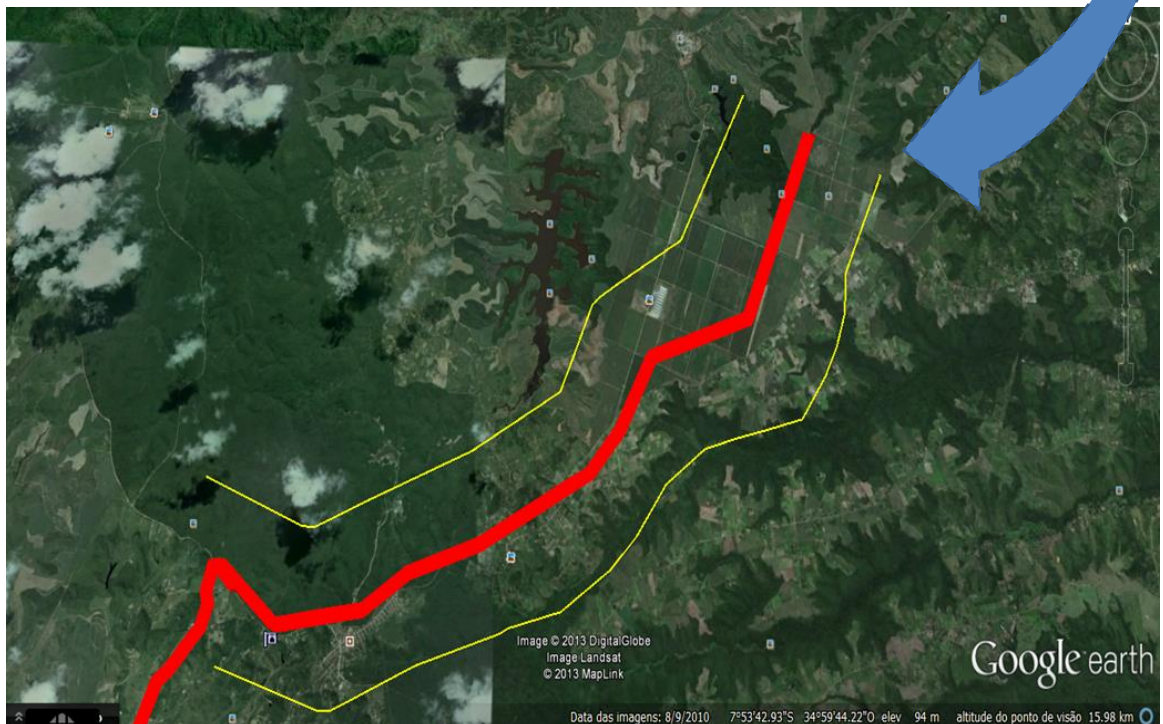 Image © 2013 DigitalGlobe
Image Landsat
© 2013 MapLink
Google earth
Data das imagens: 8/9/2010 7°53'42.93"S 34°59'44.22"O elev 94 m altitude do ponto de visão 15.98 km